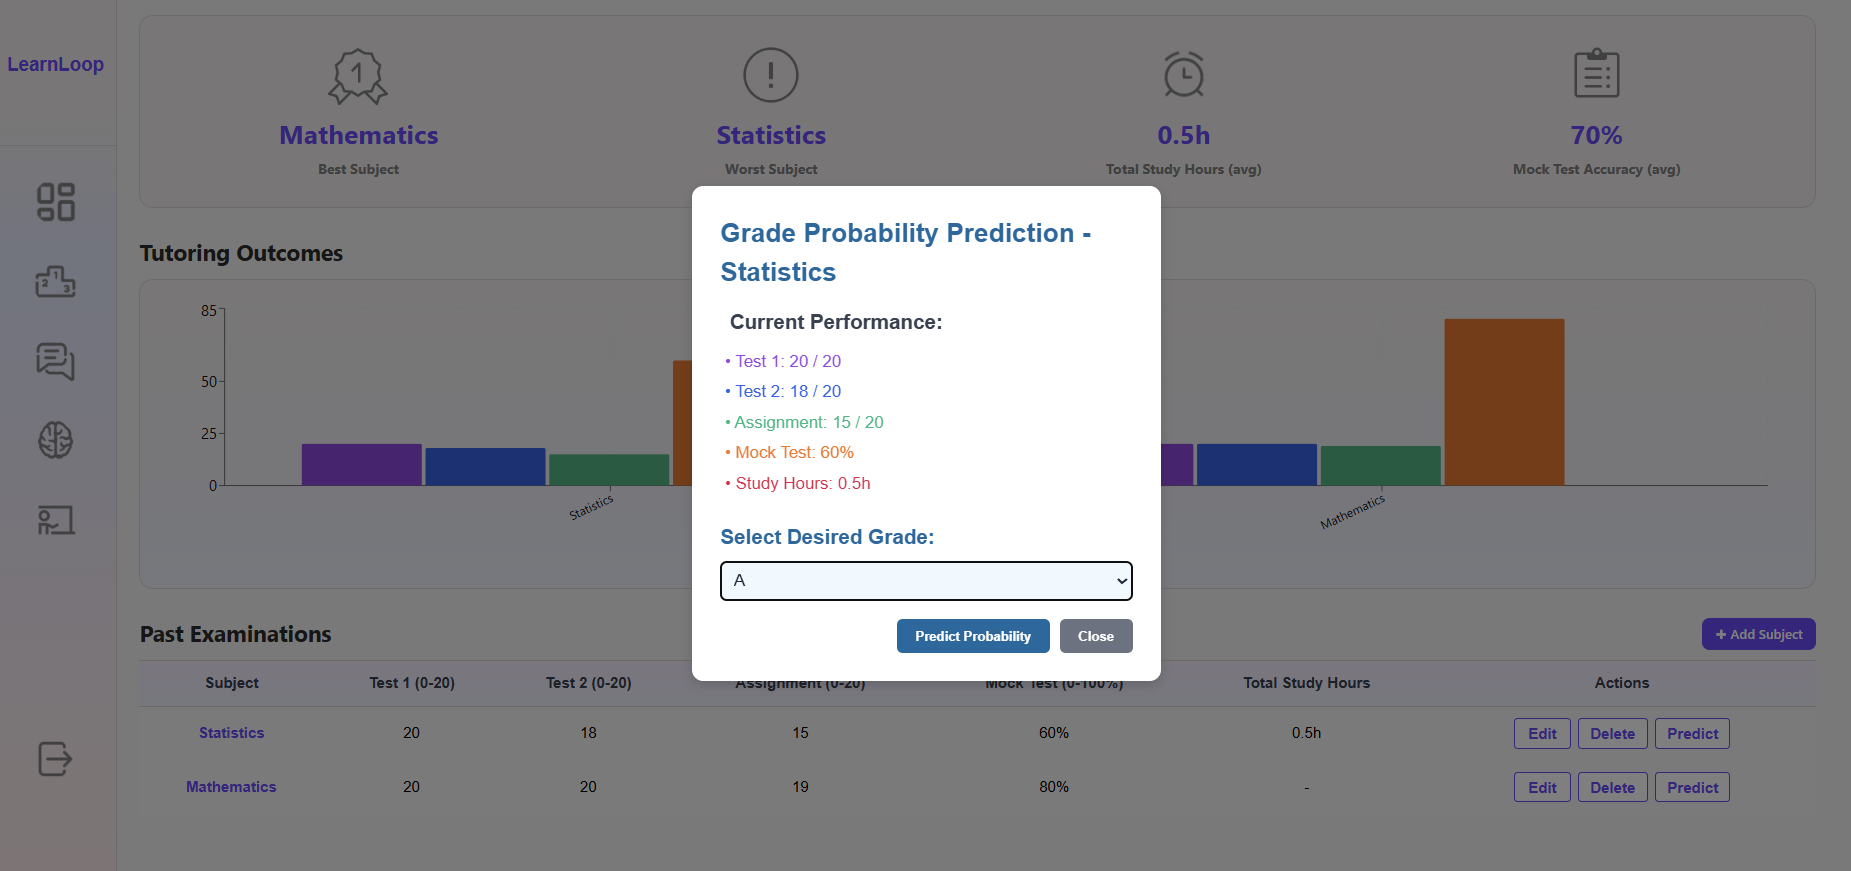 LearnLoop
1
!
Mathematics
Best Subject
Statistics
Worst Subject
0.5h
Total Study Hours (avg)
70%
Mock Test Accuracy (avg)
1
2
3
Tutoring Outcomes
85
50
25
0
Statistics
Mathematics
Grade Probability Prediction -
Statistics
Current Performance:
• Test 1: 20 / 20
• Test 2: 18 / 20
• Assignment: 15 / 20
• Mock Test: 60%
• Study Hours: 0.5h
Select Desired Grade:
A
Predict Probability
Close
Past Examinations
+ Add Subject
Subject Test 1 (0-20) Test 2 (0-20) Assignment (0-20) Mock Test (0-100%) Total Study Hours Actions
Statistics 20 18 15 60% 0.5h Edit Delete Predict
Mathematics 20 20 19 80% - Edit Delete Predict